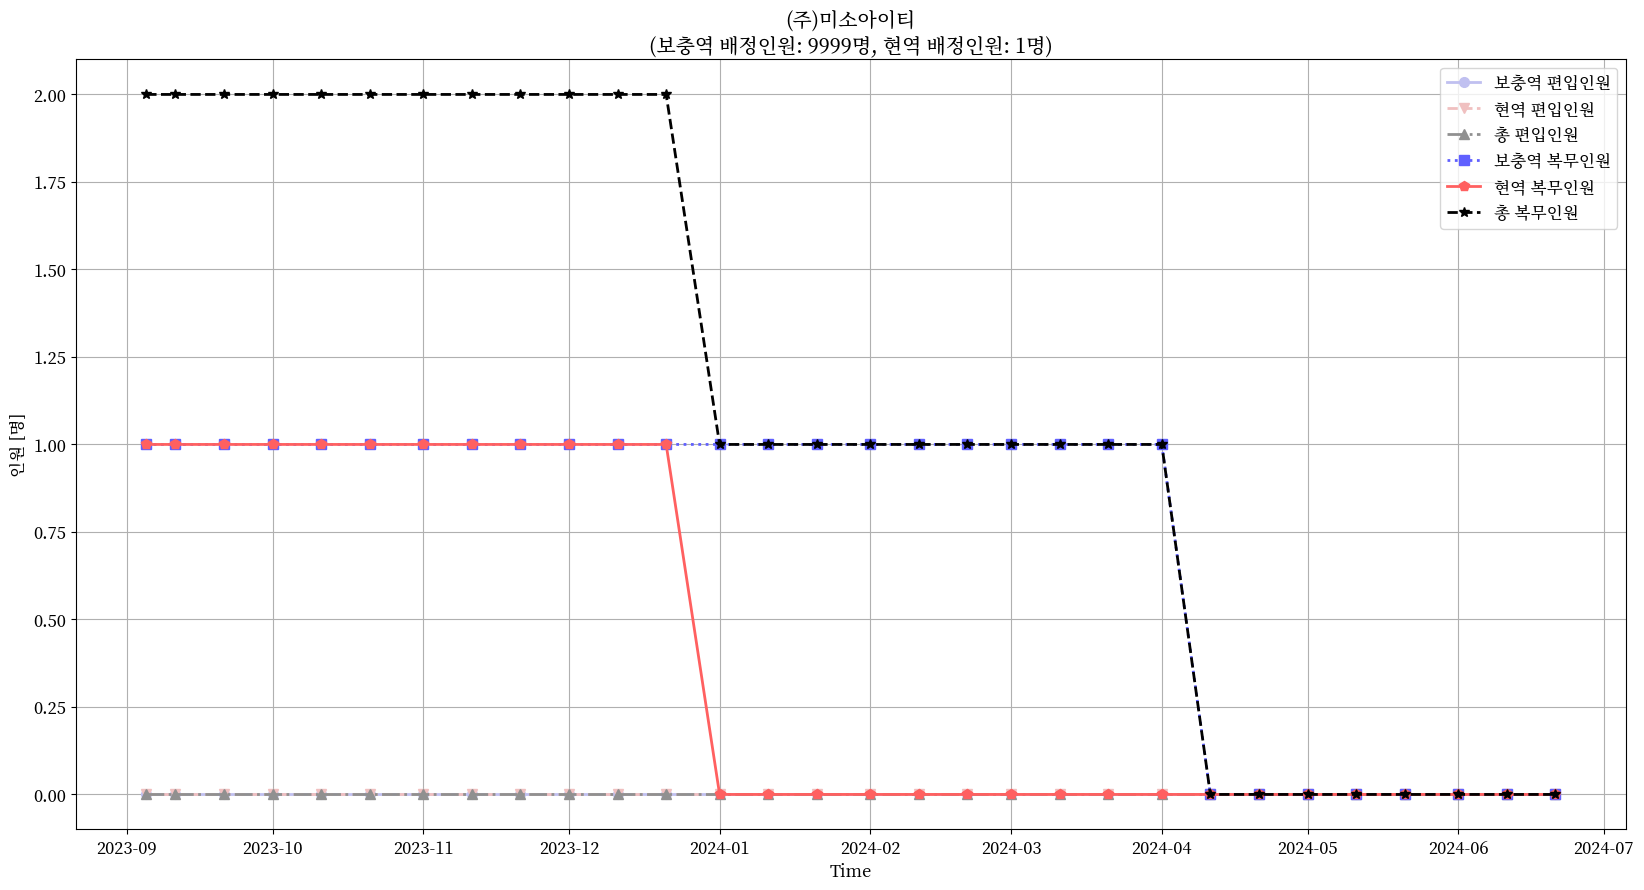 (주)미소아이티
(보충역 배정인원: 9999명, 현역 배정인원: 1명)
보충역 편입인원
현역 편입인원
총 편입인원
보충역 복무인원
현역 복무인원
총 복무인원
인원 [명]
2.00
1.75
1.50
1.25
1.00
0.75
0.50
0.25
0.00
2023-09 2023-10 2023-11 2023-12 2024-01 2024-02 2024-03 2024-04 2024-05 2024-06 2024-07
Time